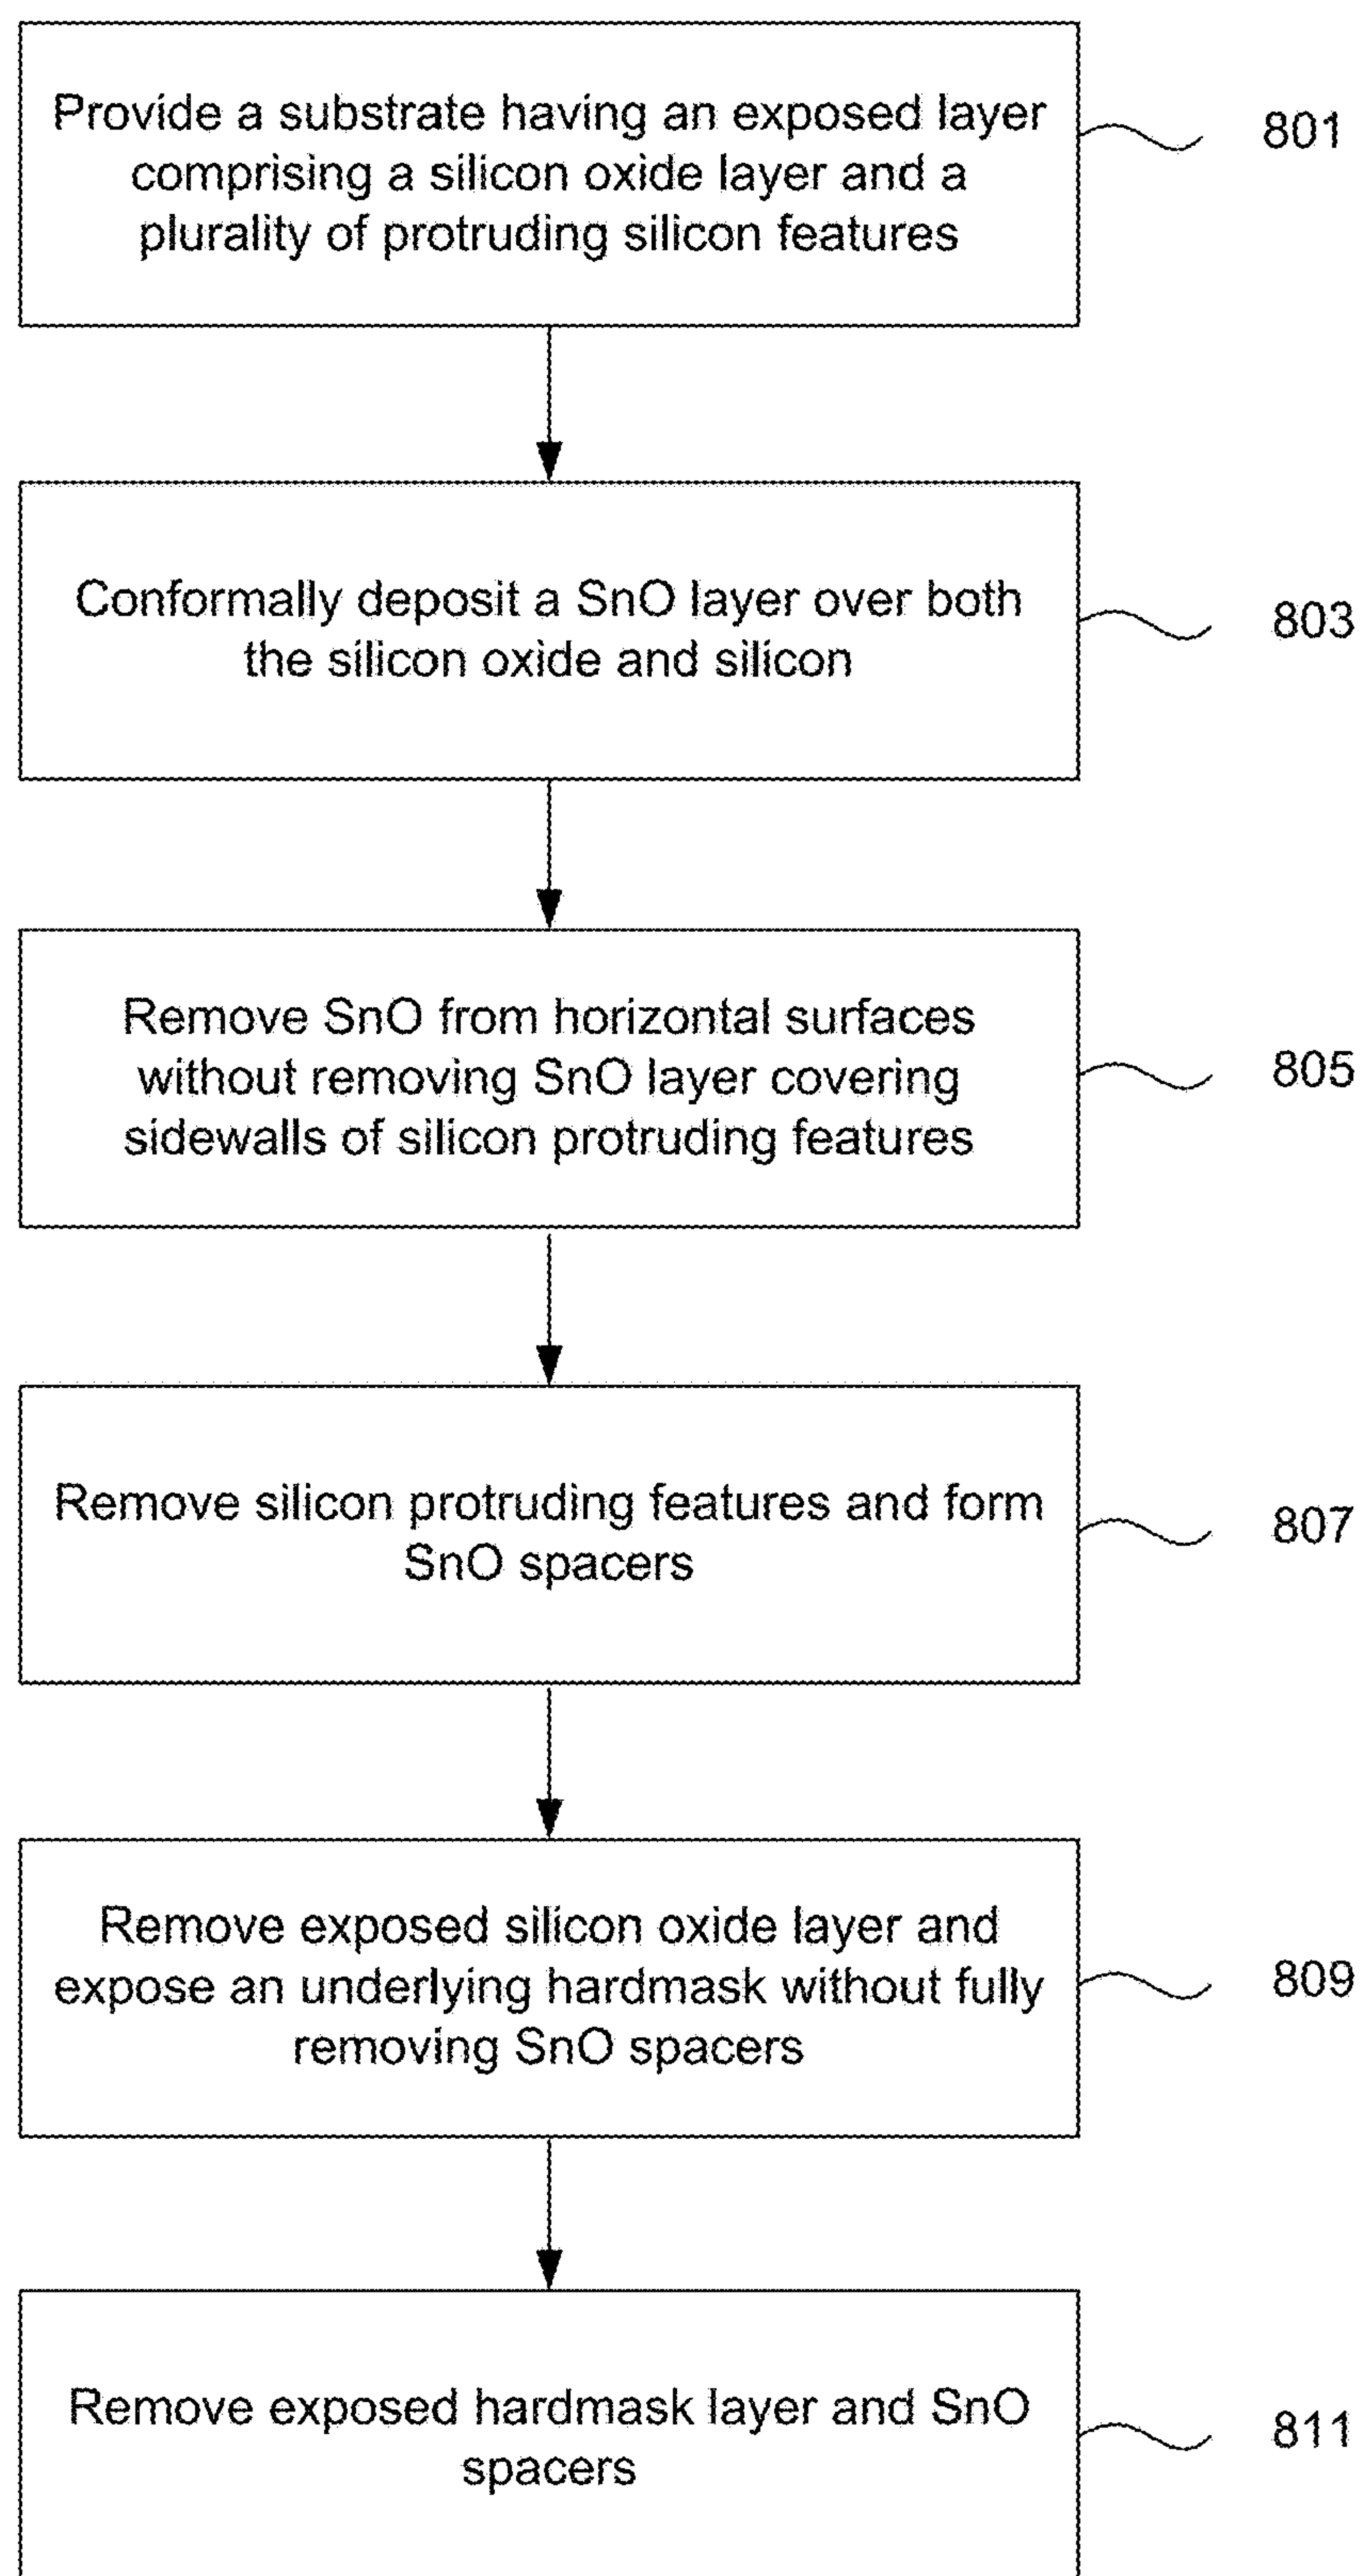 Provide a substrate having an exposed layer
comprising a silicon oxide layer and a
plurality of protruding silicon features
801
Conformally deposit a SnO layer over both
the silicon oxide and silicon
803
Remove SnO from horizontal surfaces
without removing SnO layer covering
sidewalls of silicon protruding features
805
Remove silicon protruding features and form
SnO spacers
807
Remove exposed silicon oxide layer and
expose an underlying hardmask without fully
removing SnO spacers
809
Remove exposed hardmask layer and SnO
spacers
811